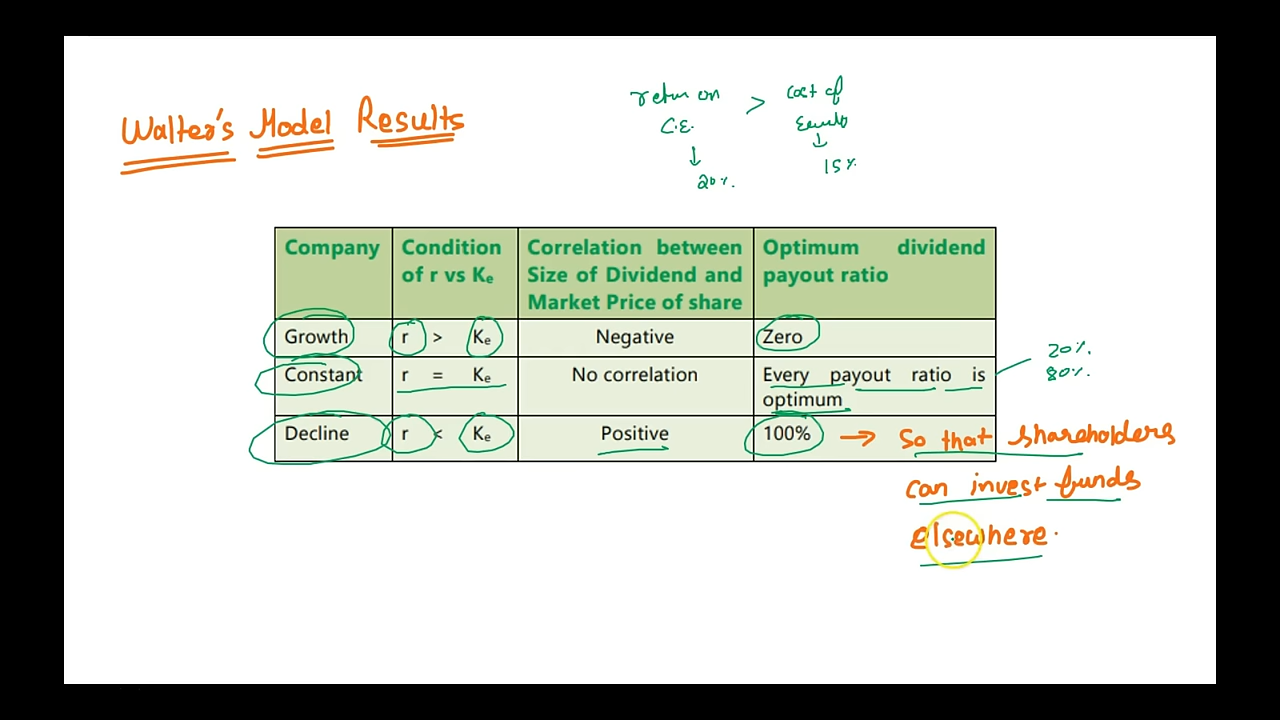 Walter's Model Results
return on > cost of
C.E. Equity
↓ ↓
20%. 15%.
Company Condition of r vs Ke Correlation between Size of Dividend and Market Price of share Optimum dividend payout ratio
Growth r > Ke Negative Zero
Constant r = Ke No correlation Every payout ratio is optimum
20%.
80%.
Decline r < Ke Positive 100% → So that shareholders
can invest funds
elsewhere.